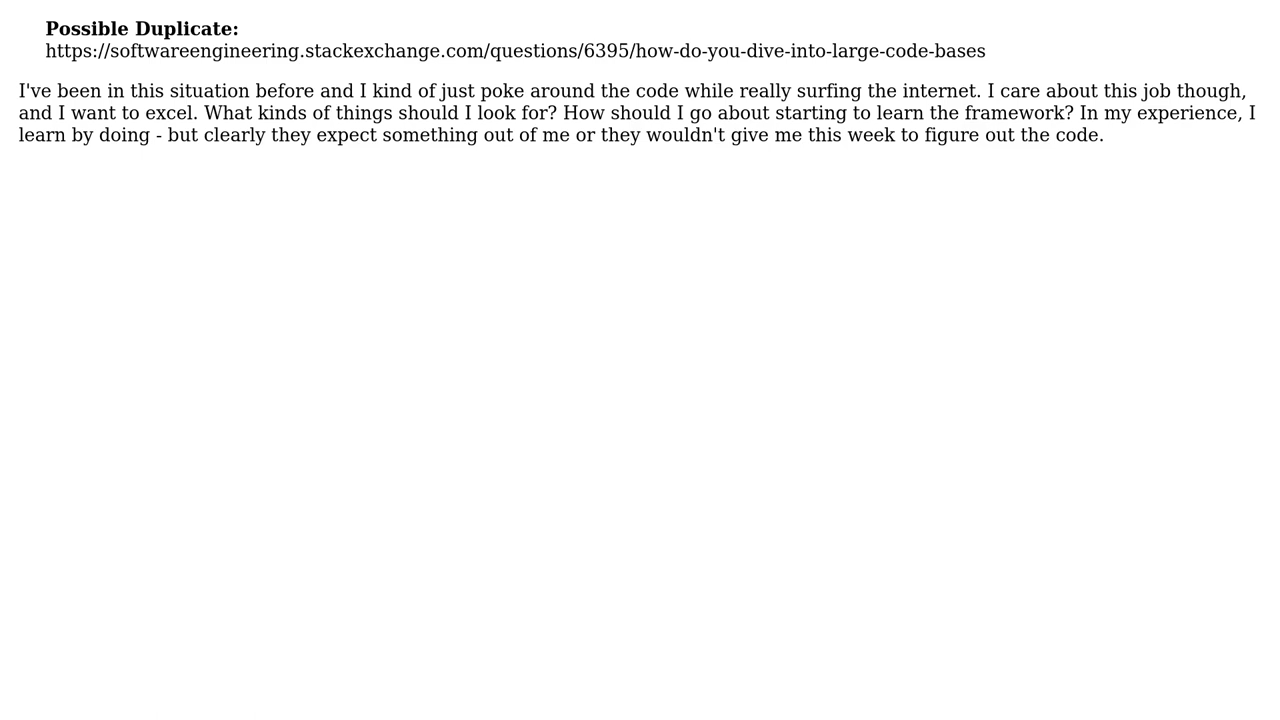 Possible Duplicate:
https://softwareengineering.stackexchange.com/questions/6395/how-do-you-dive-into-large-code-bases
I've been in this situation before and I kind of just poke around the code while really surfing the internet. I care about this job though,
and I want to excel. What kinds of things should I look for? How should I go about starting to learn the framework? In my experience, I
learn by doing - but clearly they expect something out of me or they wouldn't give me this week to figure out the code.